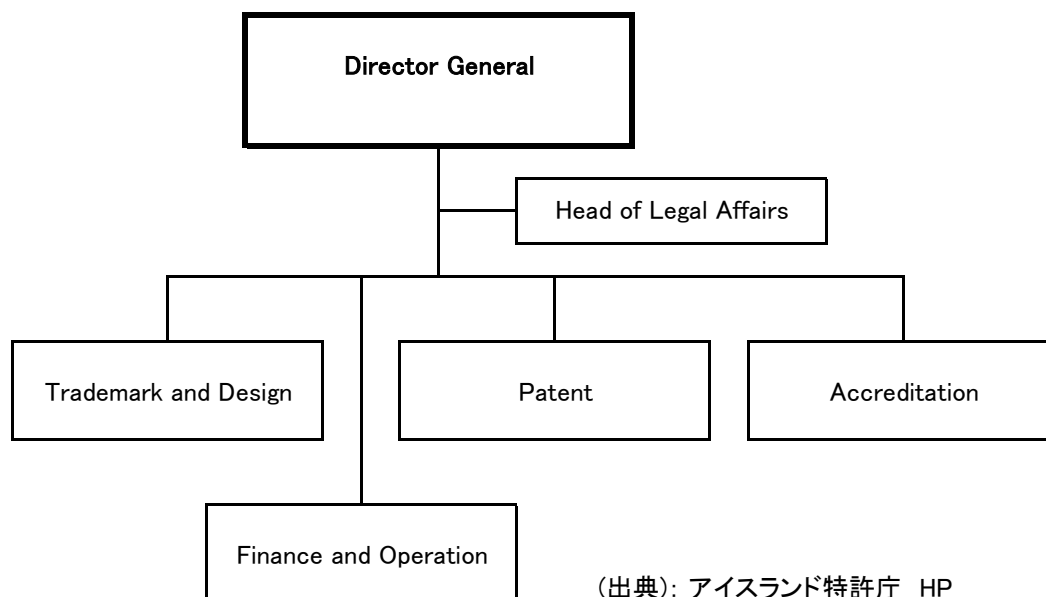 Director General
Head of Legal Affairs
Trademark and Design
Patent
Accreditation
Finance and Operation
(出典): アイスランド特許庁 HP